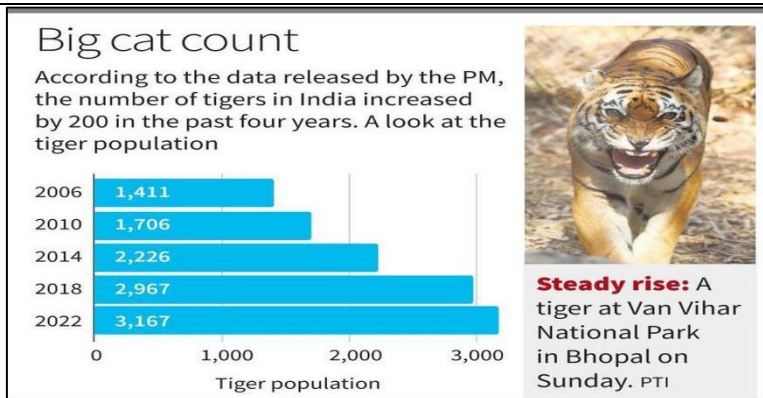 Big cat count
According to the data released by the PM,
the number of tigers in India increased
by 200 in the past four years. A look at the
tiger population
2006 1,411
2010 1,706
2014 2,226
2018 2,967
2022 3,167
0 1,000 2,000 3,000
Tiger population
Steady rise: A
tiger at Van Vihar
National Park
in Bhopal on
Sunday. PTI